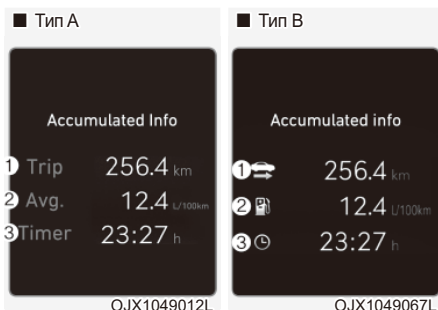 ■ Тип A
Accumulated Info
1 Trip 256.4 km
2 Avg. 12.4 L/100km
3 Timer 23:27 h
OJX1049012L
■ Тип B
Accumulated info
1 256.4 km
2 12.4 L/100km
3 23:27 h
OJX1049067L